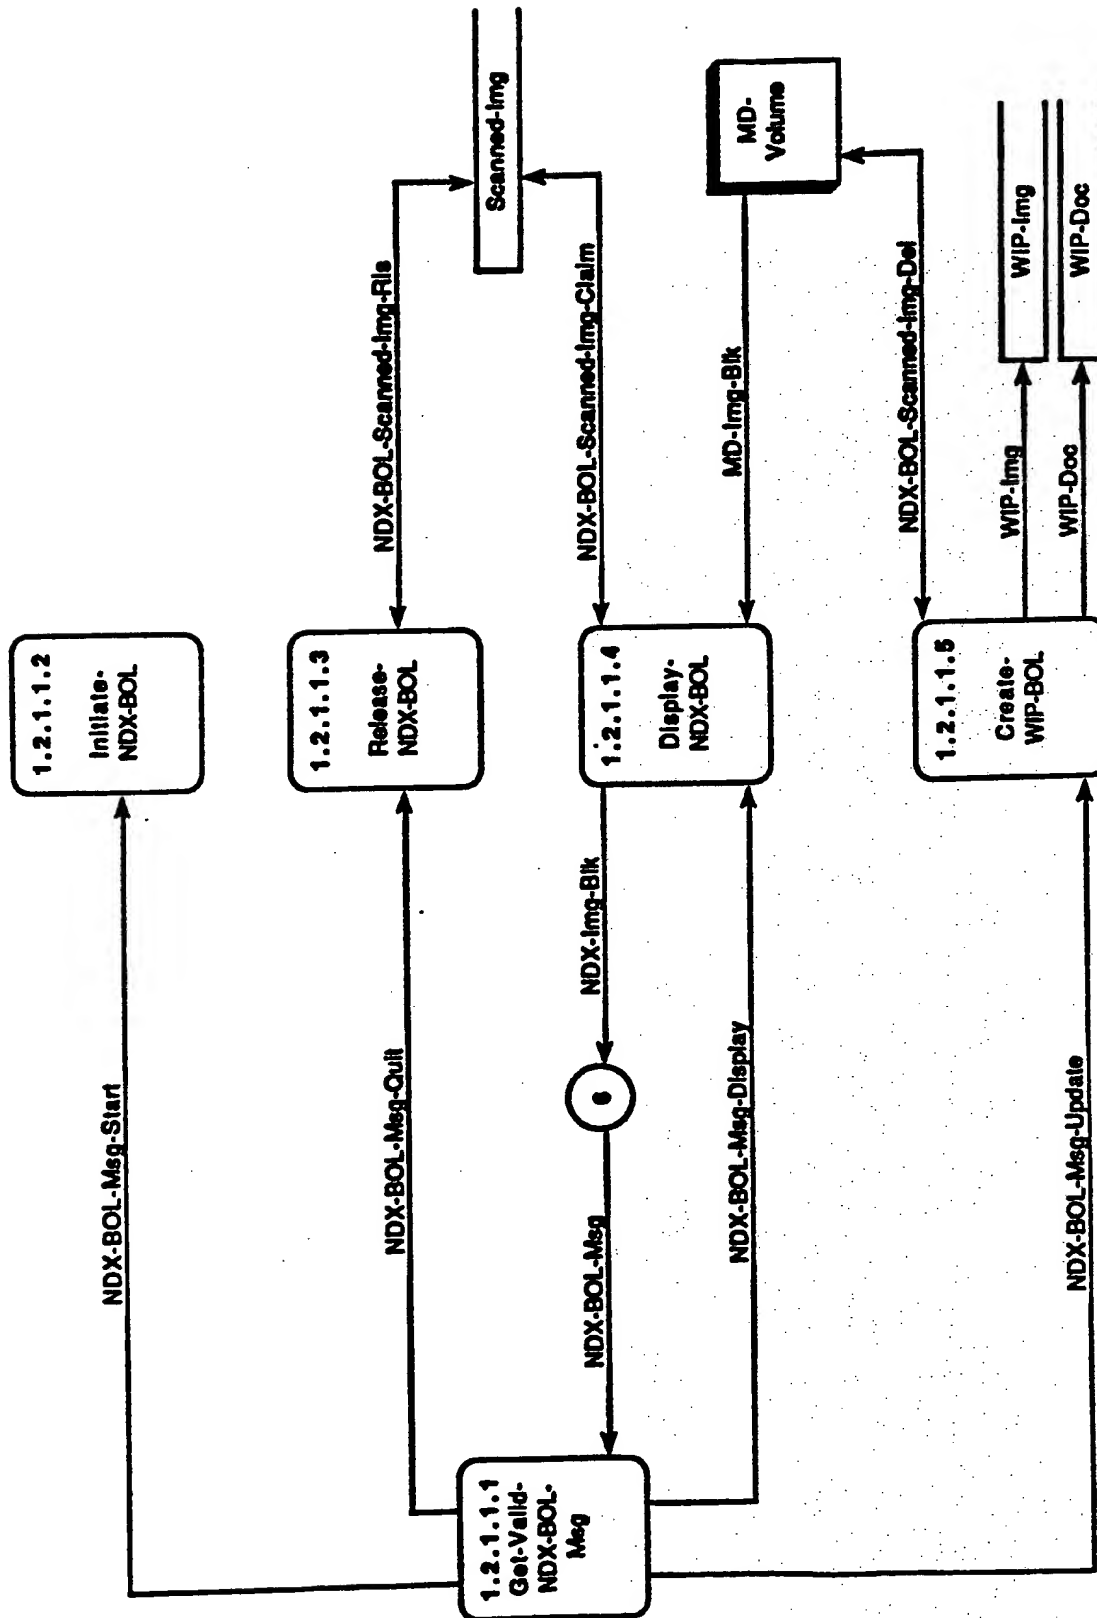 NDX-BOL-Msg-Start
1.2.1.1.2
Initiate-
NDX-BOL
NDX-BOL-Msg-Quit
1.2.1.1.3
Release-
NDX-BOL
NDX-BOL-Scanned-Img-Rls
Scanned-Img
1.2.1.1.1
Get-Valid-
NDX-BOL-
Msg
NDX-BOL-Msg
6
NDX-Img-Blk
1.2.1.1.4
Display-
NDX-BOL
NDX-BOL-Scanned-Img-Claim
NDX-BOL-Msg-Display
MD-Img-Blk
MD-
Volume
NDX-BOL-Msg-Update
1.2.1.1.5
Create-
WIP-BOL
NDX-BOL-Scanned-Img-Del
WIP-Img
WIP-Img
WIP-Doc
WIP-Doc